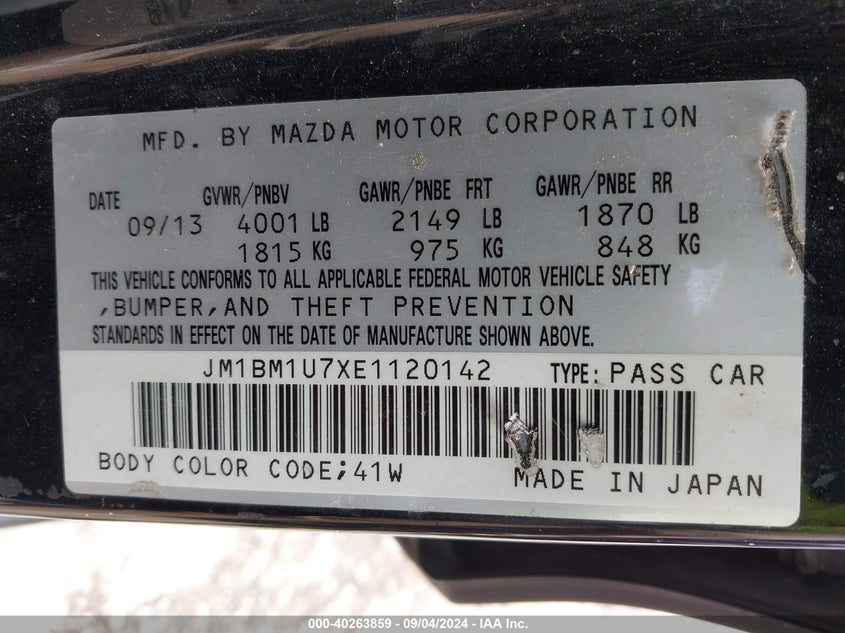 MFD. BY MAZDA MOTOR CORPORATION
DATE GVWR/PNBV GAWR/PNBE FRT GAWR/PNBE RR
09/13 4001 LB 2149 LB 1870 LB
1815 KG 975 KG 848 KG
THIS VEHICLE CONFORMS TO ALL APPLICABLE FEDERAL MOTOR VEHICLE SAFETY
,BUMPER,AND THEFT PREVENTION
STANDARDS IN EFFECT ON THE DATE OF MANUFACTURE SHOWN ABOVE.
JM1BM1U7XE1120142 TYPE: PASS CAR
BODY COLOR CODE;41W MADE IN JAPAN
000-40263859 - 09/04/2024 - IAA Inc.